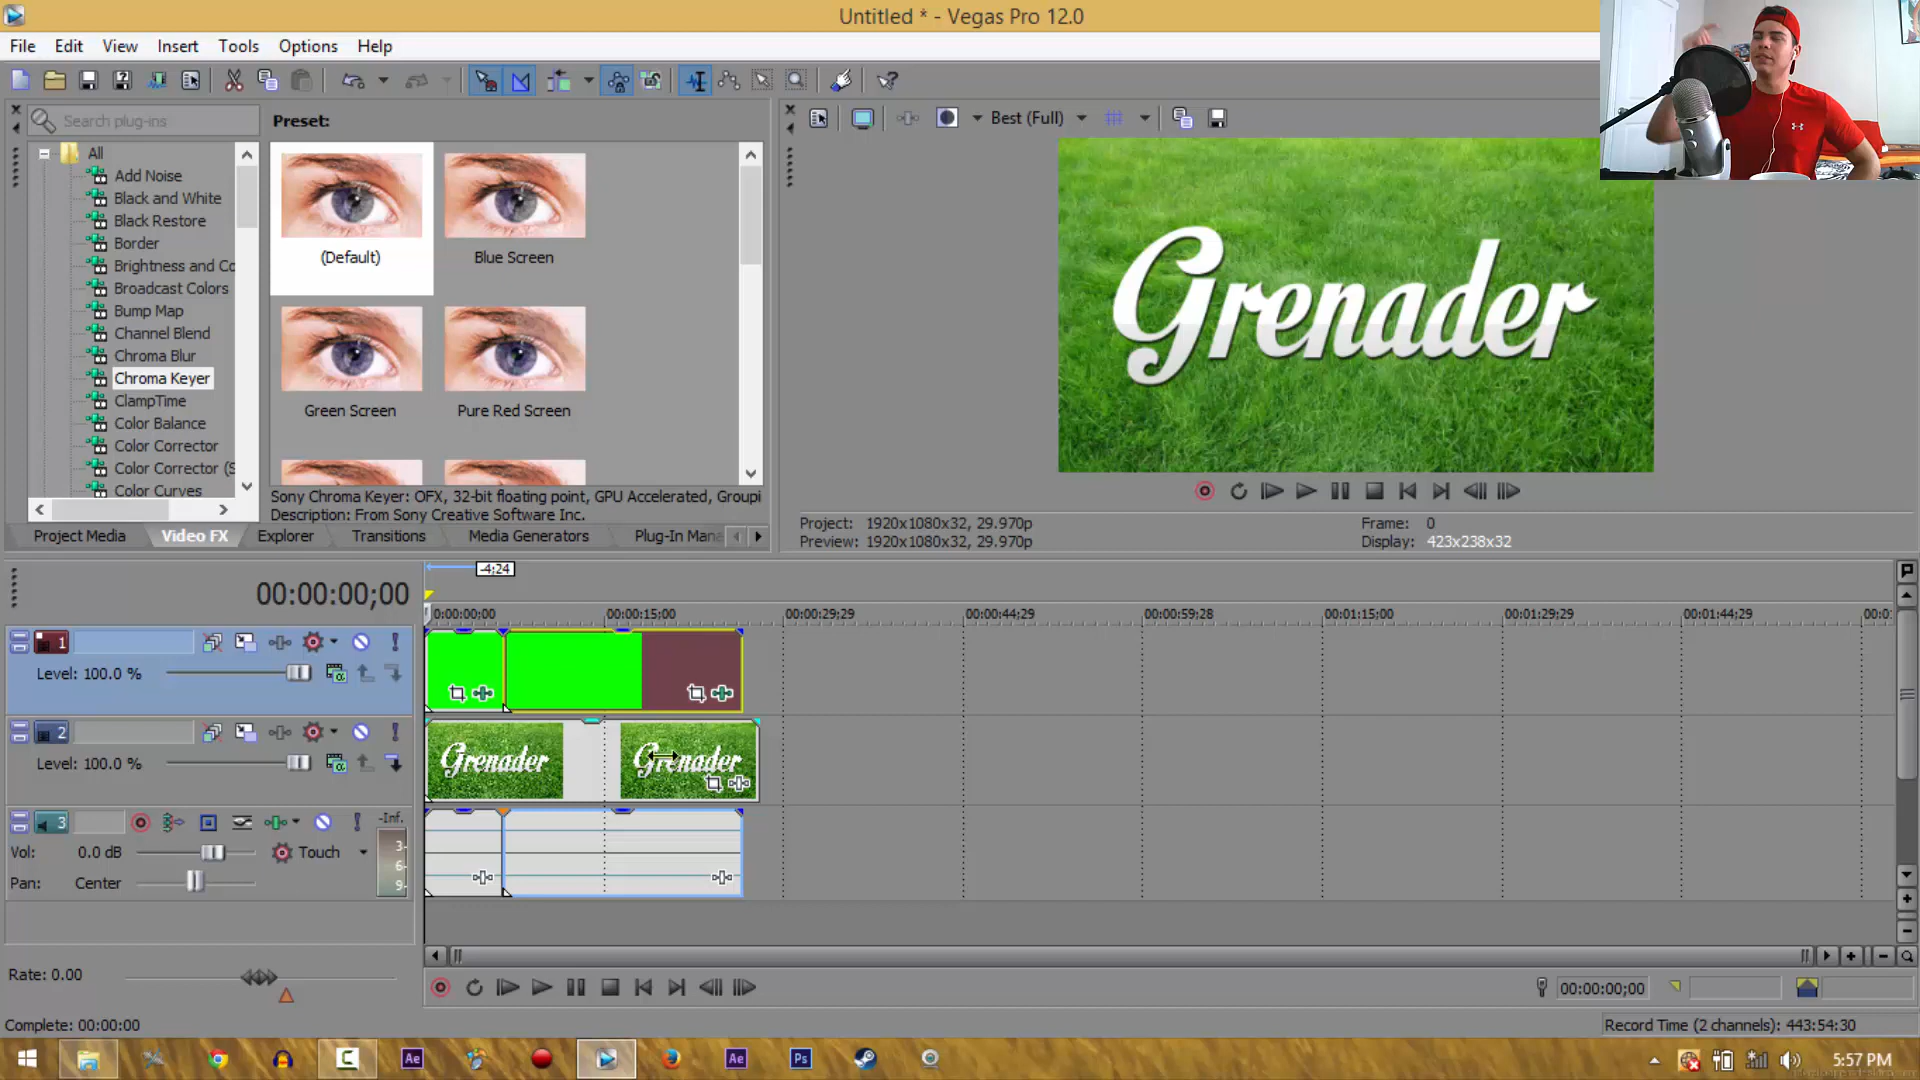 Untitled * - Vegas Pro 12.0
File Edit View Insert Tools Options Help
Search plug-ins
Preset:
Best (Full)
All
Add Noise
Black and White
Black Restore
Border
Brightness and Co
Broadcast Colors
Bump Map
Channel Blend
Chroma Blur
Chroma Keyer
ClampTime
Color Balance
Color Corrector
Color Corrector (S
Color Curves
(Default)
Blue Screen
Green Screen
Pure Red Screen
Sony Chroma Keyer: OFX, 32-bit floating point, GPU Accelerated, Groupi
Description: From Sony Creative Software Inc.
Project Media Video FX Explorer Transitions Media Generators Plug-In Mana
Grenader
Project: 1920x1080x32, 29.970p
Preview: 1920x1080x32, 29.970p
Frame: 0
Display: 423x238x32
00:00:00;00
-4;24
0:00:00;00 00:00:15;00 00:00:29;29 00:00:44;29 00:00:59;28 00:01:15;00 00:01:29;29 00:01:44;29 00:0
1
Level: 100.0 %
2
Level: 100.0 %
Grenader Grenader
3
-Inf.
Vol: 0.0 dB Touch
Pan: Center
3
6
9
Rate: 0.00
00:00:00;00
Complete: 00:00:00
Record Time (2 channels): 443:54:30
Ae Ae Ps
5:57 PM